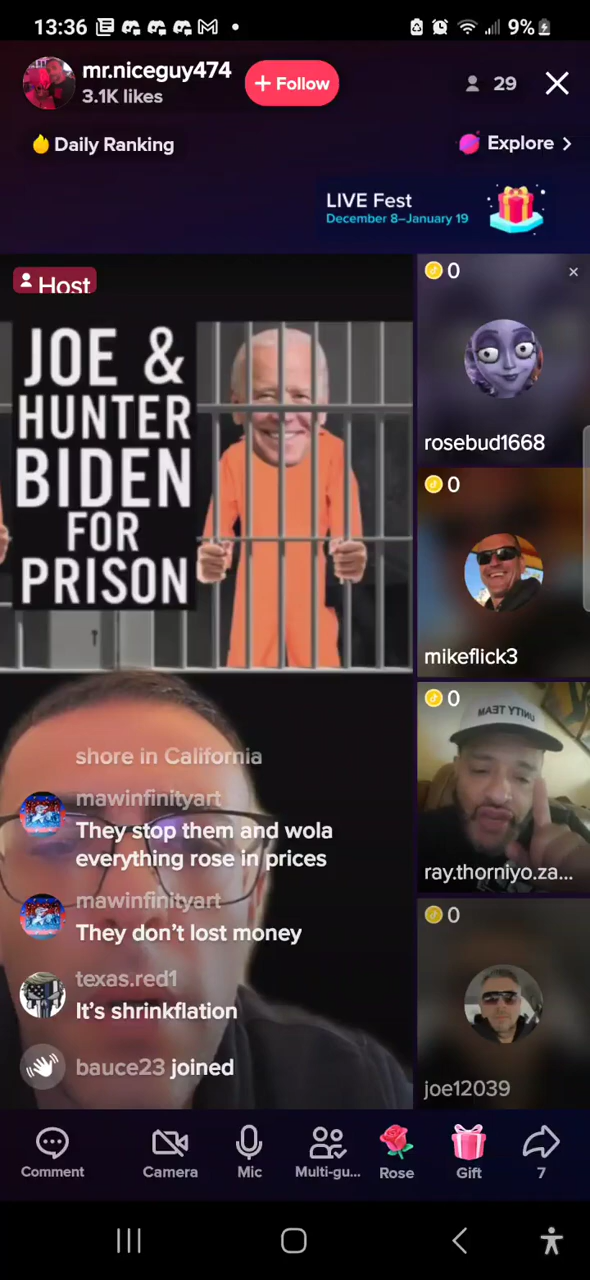 13:36
9%
mr.niceguy474
3.1K likes
+ Follow
29
Daily Ranking
Explore >
LIVE Fest
December 8–January 19
Host
JOE &
HUNTER
BIDEN
FOR
PRISON
0
rosebud1668
0
mikeflick3
0
UNITY TEAM
ray.thorniyo.za...
0
joe12039
shore in California
mawinfinityart
They stop them and wola
everything rose in prices
mawinfinityart
They don't lost money
texas.red1
It's shrinkflation
bauce23 joined
Comment
Camera
Mic
Multi-gu...
Rose
Gift
7